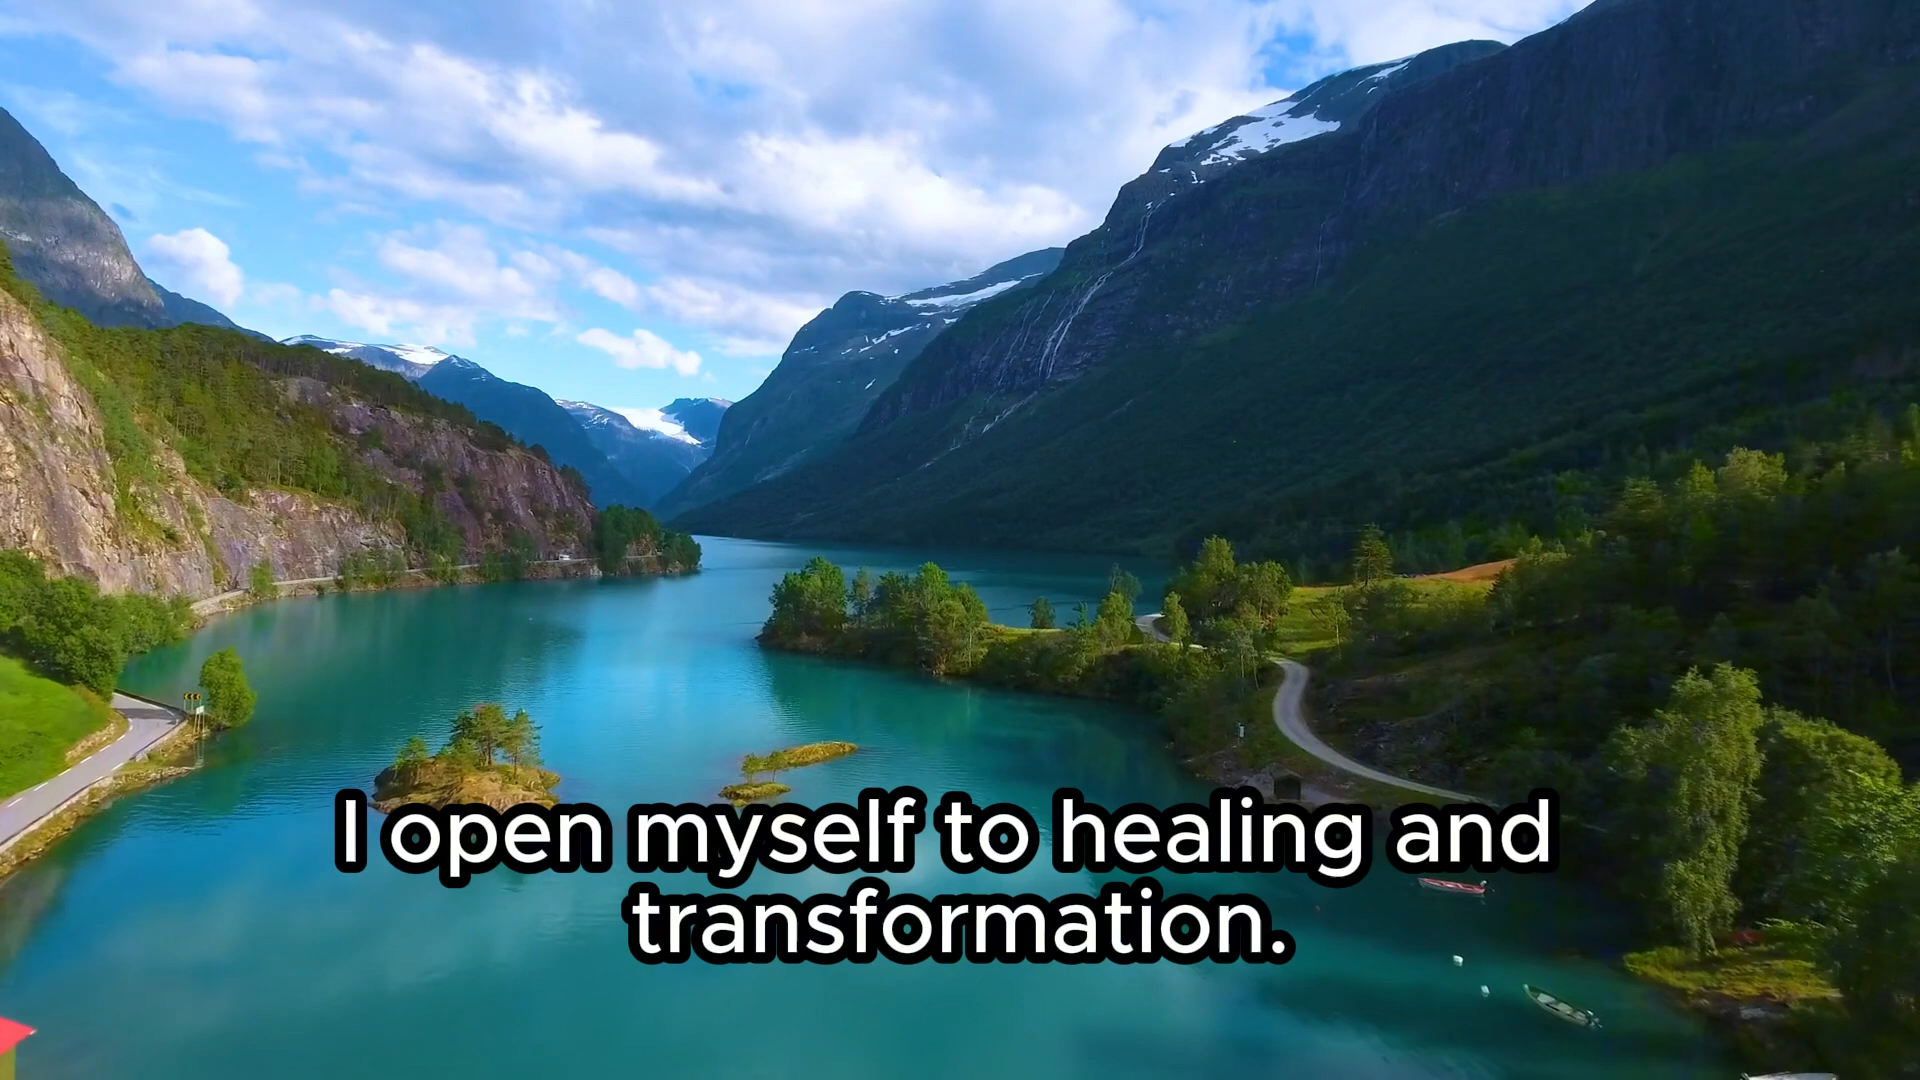 I open myself to healing and
transformation.